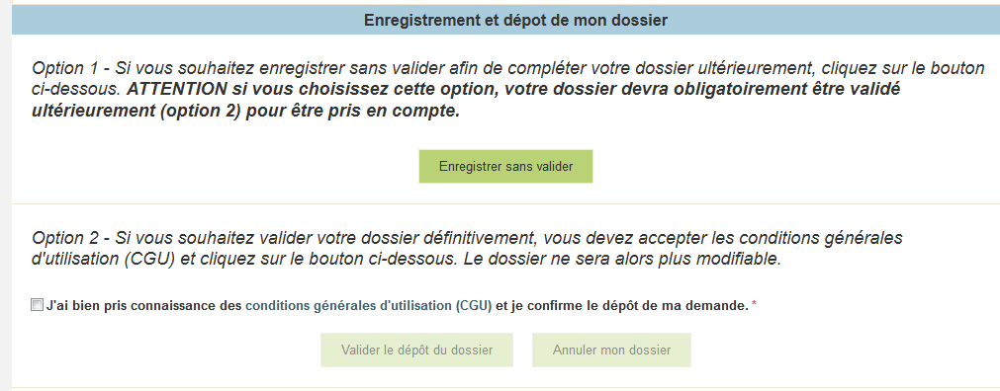 Enregistrement et dépot de mon dossier
Option 1 - Si vous souhaitez enregistrer sans valider afin de compléter votre dossier ultérieurement, cliquez sur le bouton
ci-dessous. ATTENTION si vous choisissez cette option, votre dossier devra obligatoirement être validé
ultérieurement (option 2) pour être pris en compte.
Enregistrer sans valider
Option 2 - Si vous souhaitez valider votre dossier définitivement, vous devez accepter les conditions générales
d'utilisation (CGU) et cliquez sur le bouton ci-dessous. Le dossier ne sera alors plus modifiable.
J'ai bien pris connaissance des conditions générales d'utilisation (CGU) et je confirme le dépôt de ma demande. *
Valider le dépôt du dossier
Annuler mon dossier